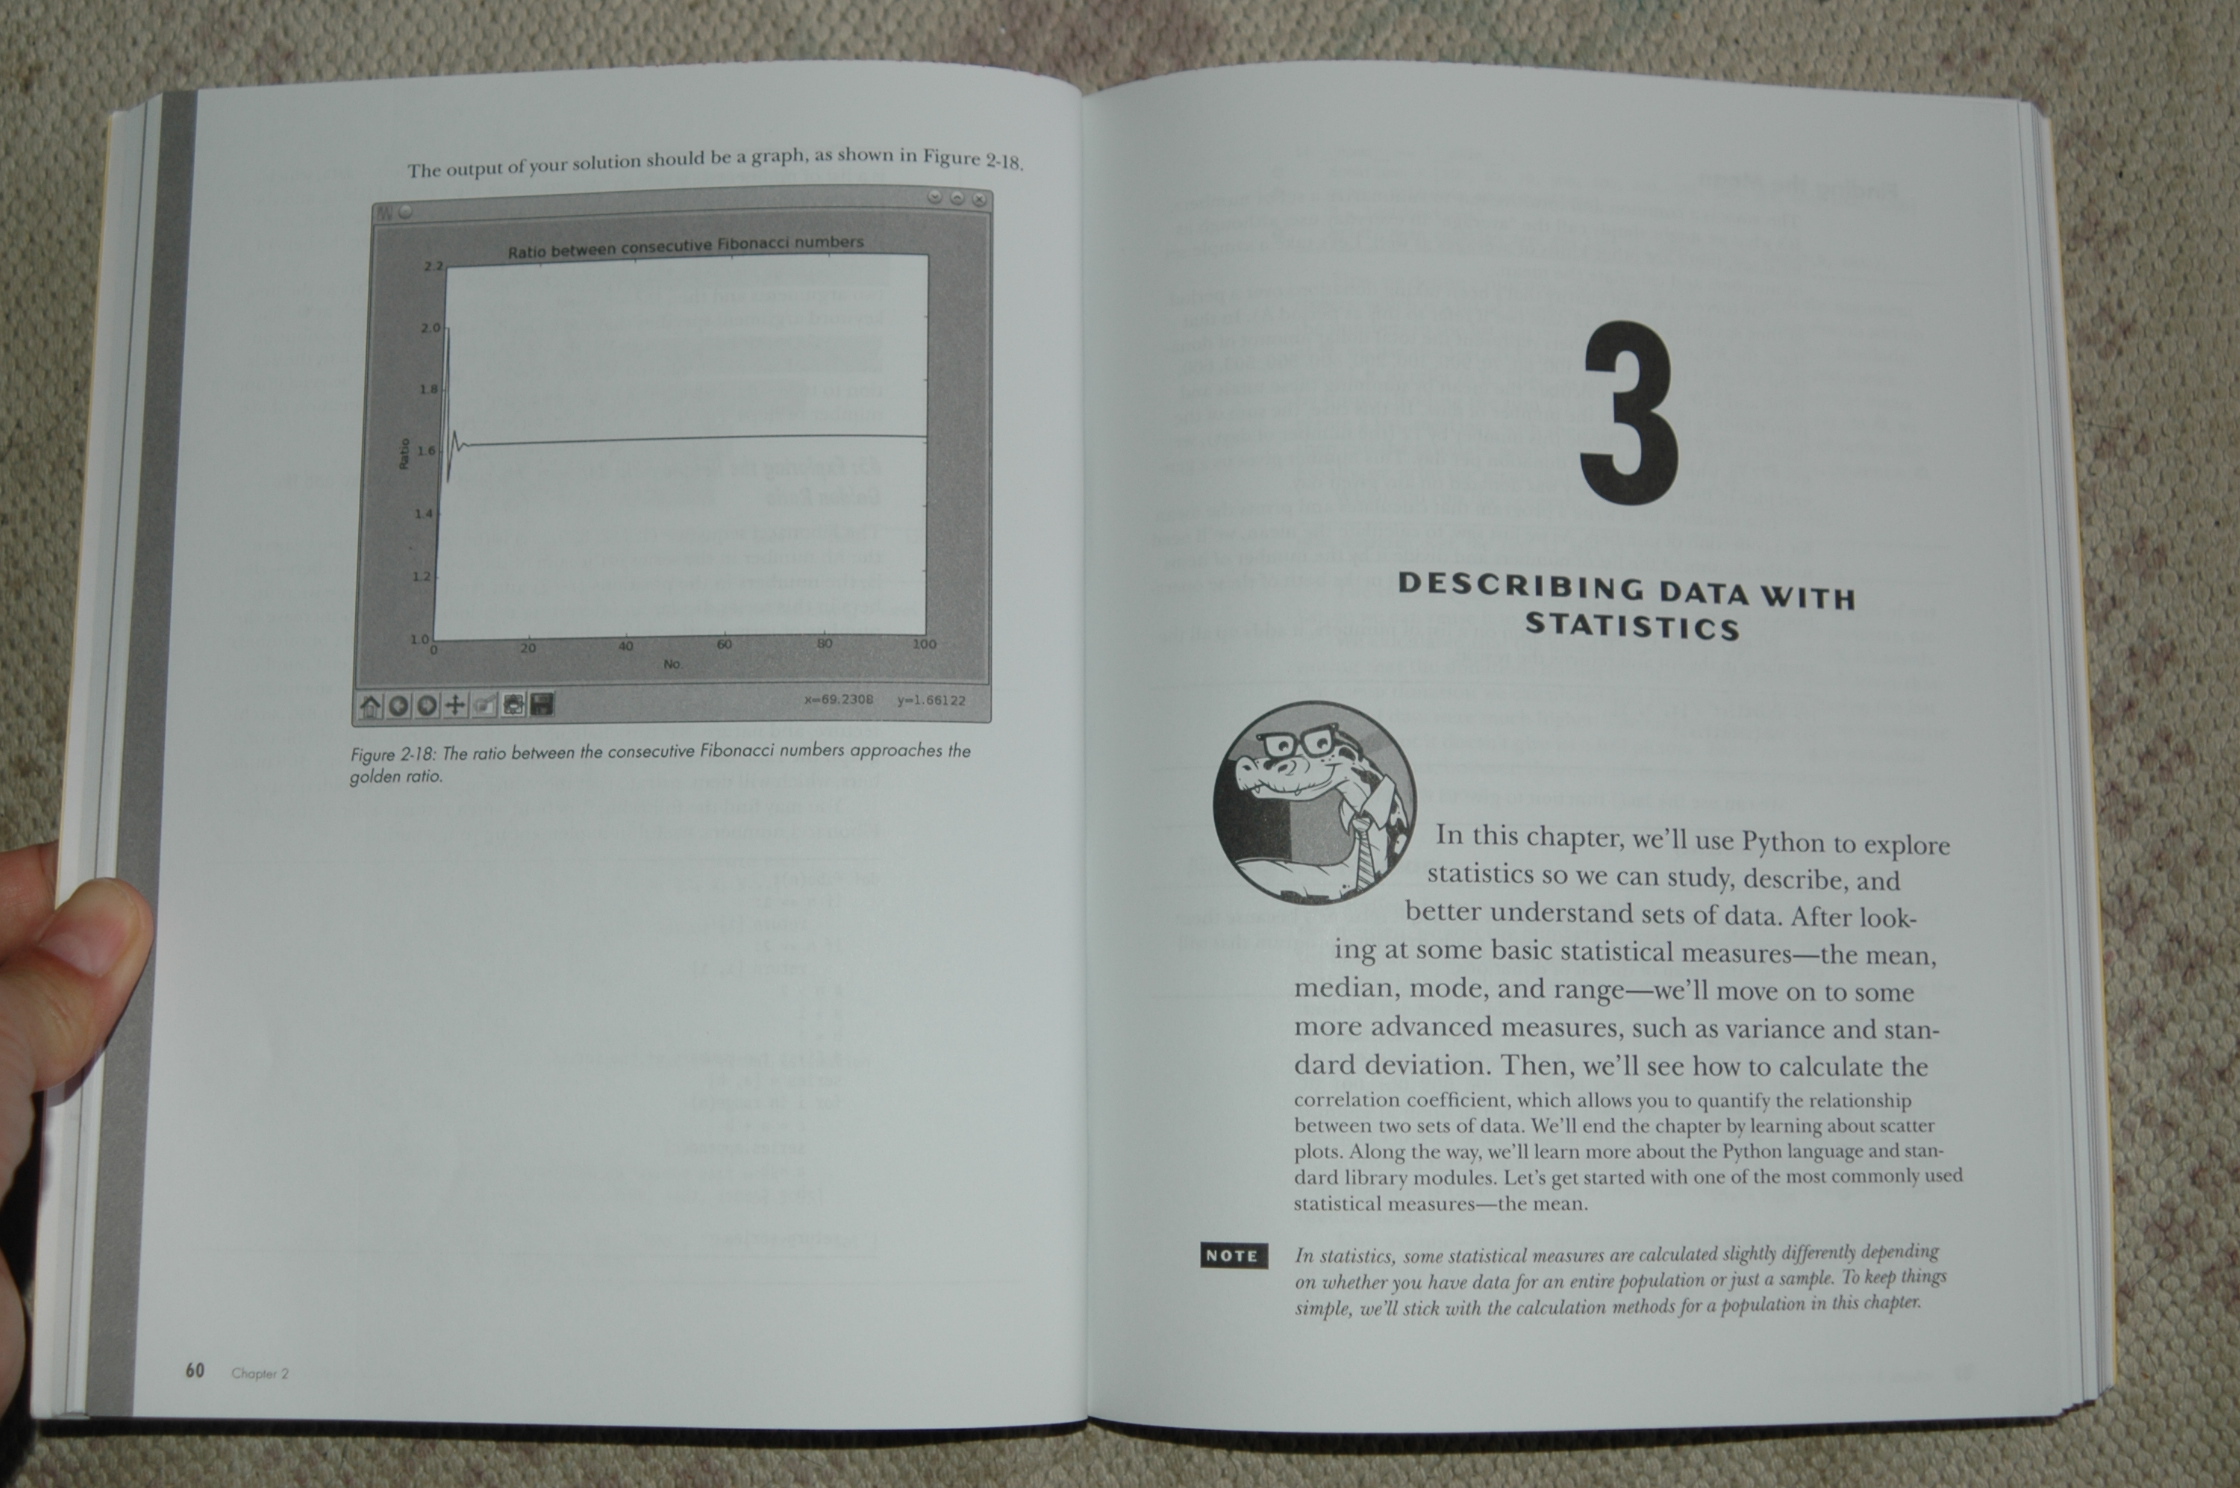 The output of your solution should be a graph, as shown in Figure 2-18.
Ratio between consecutive Fibonacci numbers
2.2
2.0
1.8
1.6
1.4
1.2
1.0
Ratio
0 20 40 60 80 100
No.
x=69.2308 y=1.66122
Figure 2-18: The ratio between the consecutive Fibonacci numbers approaches the
golden ratio.
60 Chapter 2
3
DESCRIBING DATA WITH
STATISTICS
In this chapter, we'll use Python to explore
statistics so we can study, describe, and
better understand sets of data. After look-
ing at some basic statistical measures—the mean,
median, mode, and range—we'll move on to some
more advanced measures, such as variance and stan-
dard deviation. Then, we'll see how to calculate the
correlation coefficient, which allows you to quantify the relationship
between two sets of data. We'll end the chapter by learning about scatter
plots. Along the way, we'll learn more about the Python language and stan-
dard library modules. Let's get started with one of the most commonly used
statistical measures—the mean.
NOTE In statistics, some statistical measures are calculated slightly differently depending
on whether you have data for an entire population or just a sample. To keep things
simple, we'll stick with the calculation methods for a population in this chapter.